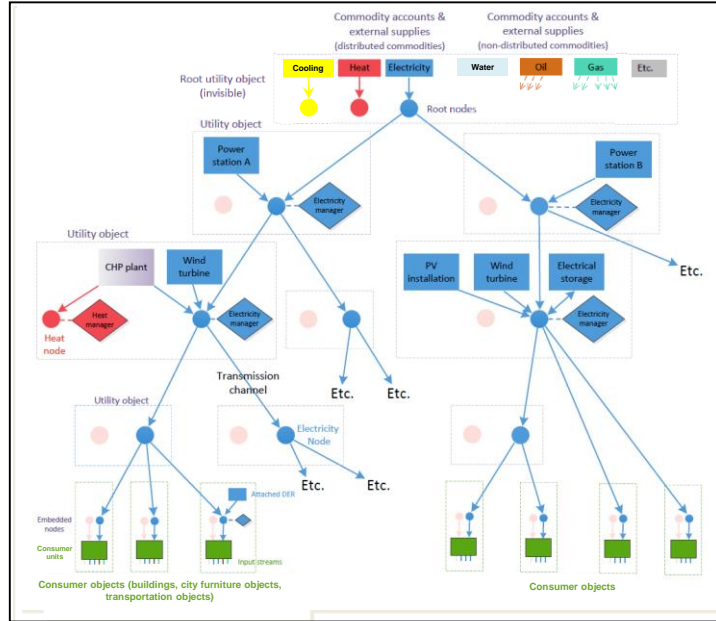 Commodity accounts &
external supplies
(distributed commodities)
Commodity accounts &
external supplies
(non-distributed commodities)
Root utility object
(invisible)
Cooling
Heat
Electricity
Water
Oil
Gas
Etc.
Root nodes
Utility object
Power
station A
Electricity
manager
Power
station B
Electricity
manager
Etc.
Utility object
CHP plant
Wind
turbine
Heat
manager
Heat
node
Electricity
manager
PV
installation
Wind
turbine
Electrical
storage
Electricity
manager
Etc.
Etc.
Transmission
channel
Utility object
Electricity
Node
Etc.
Etc.
Attached DER
Embedded
nodes
Consumer
units
Input streams
Consumer objects (buildings, city furniture objects,
transportation objects)
Consumer objects